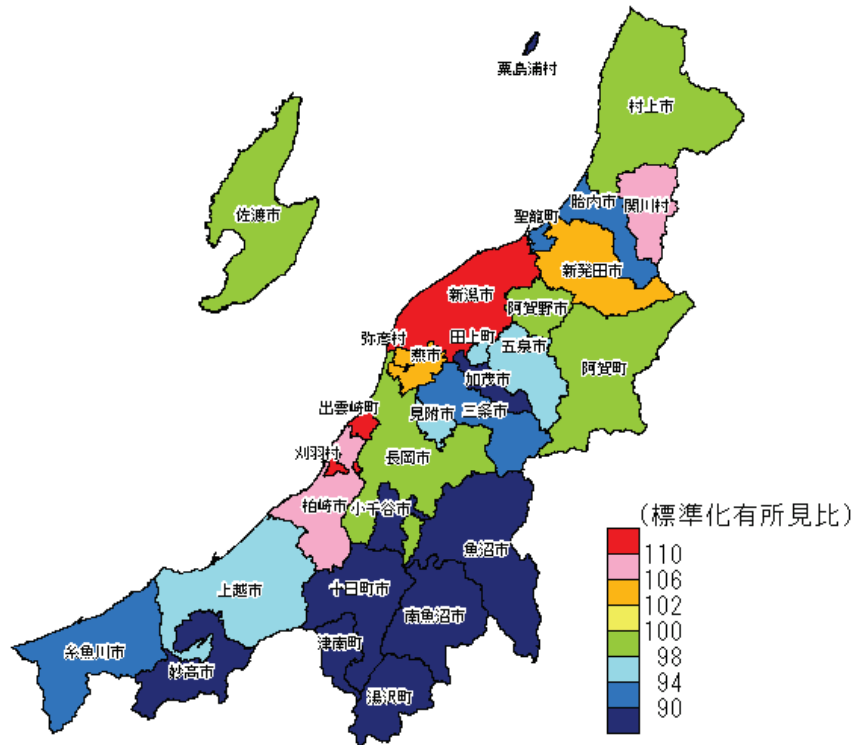 粟島浦村
村上市
佐渡市
胎内市
関川村
聖籠町
新発田市
新潟市
阿賀野市
弥彦村
田上町
五泉市
燕市
阿賀町
加茂市
出雲崎町
見附市
三条市
刈羽村
長岡市
柏崎市
小千谷市
魚沼市
上越市
十日町市
南魚沼市
津南町
糸魚川市
妙高市
湯沢町
(標準化有所見比)
110
106
102
100
98
94
90